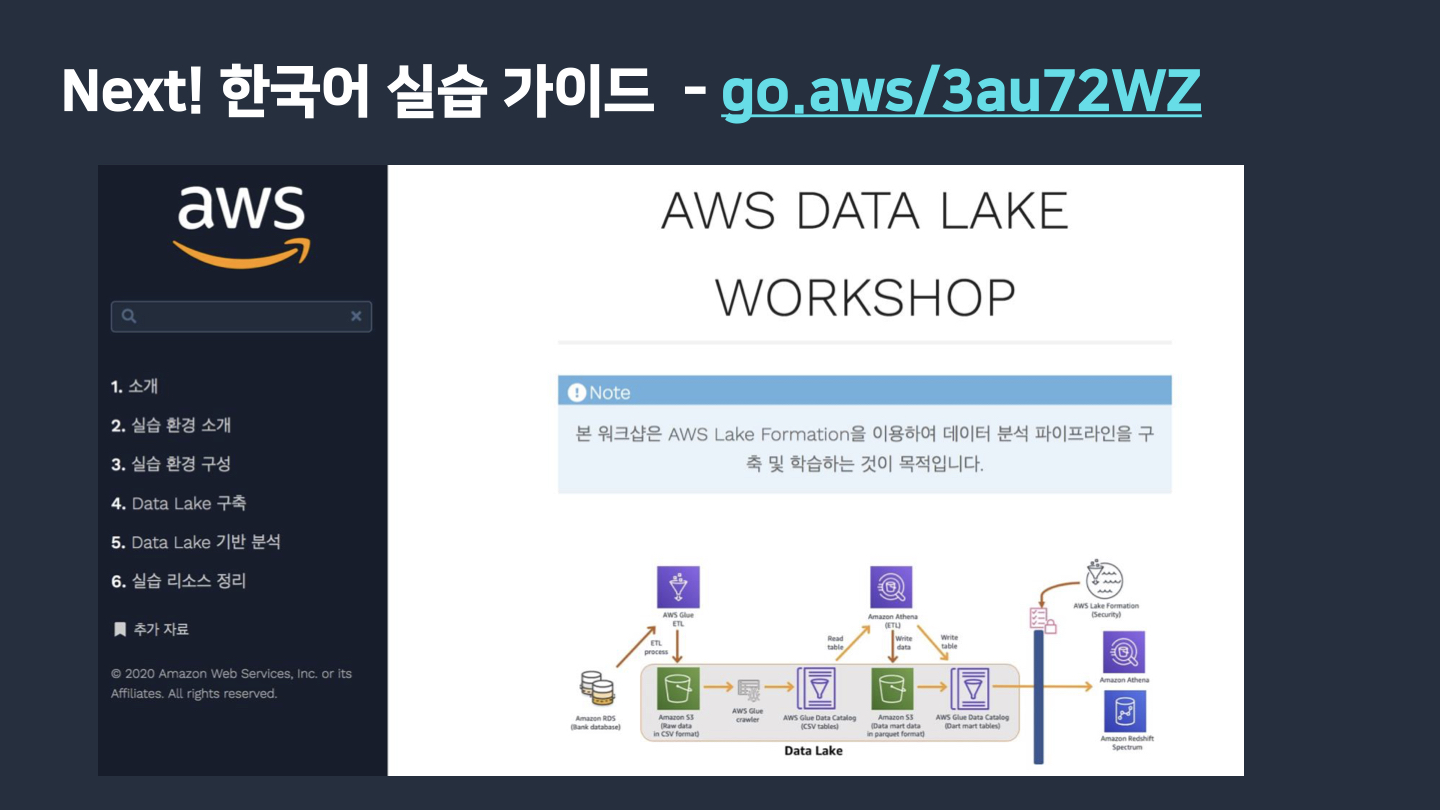 Next! 한국어 실습 가이드 - go.aws/3au72WZ
aws
1. 소개
2. 실습 환경 소개
3. 실습 환경 구성
4. Data Lake 구축
5. Data Lake 기반 분석
6. 실습 리소스 정리
추가 자료
© 2020 Amazon Web Services, Inc. or its
Affiliates. All rights reserved.
AWS DATA LAKE
WORKSHOP
Note
본 워크샵은 AWS Lake Formation을 이용하여 데이터 분석 파이프라인을 구
축 및 학습하는 것이 목적입니다.
AWS Glue
ETL
ETL
process
Amazon RDS
(Bank database)
Amazon S3
(Raw data
in CSV format)
AWS Glue
crawler
AWS Glue Data Catalog
(CSV tables)
Read
table
Amazon Athena
(ETL)
Write
data
Write
table
Amazon S3
(Data mart data
in parquet format)
AWS Glue Data Catalog
(Dart mart tables)
Data Lake
AWS Lake Formation
(Security)
Amazon Athena
Amazon Redshift
Spectrum